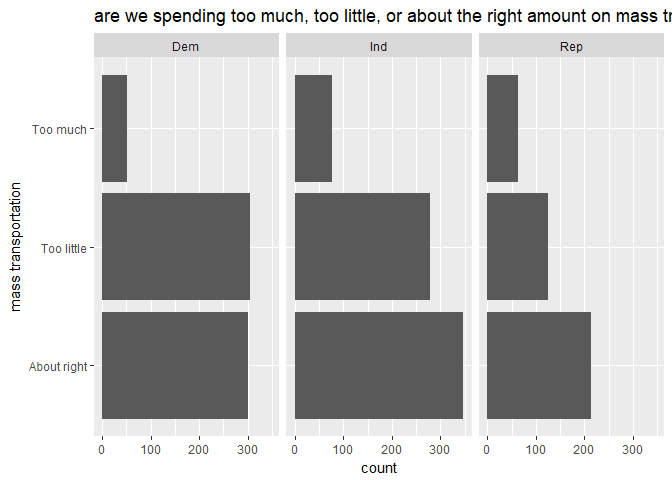 are we spending too much, too little, or about the right amount on mass tr
Dem Ind Rep
Too much
Too little
About right
mass transportation
0 100 200 300 0 100 200 300 0 100 200 300
count